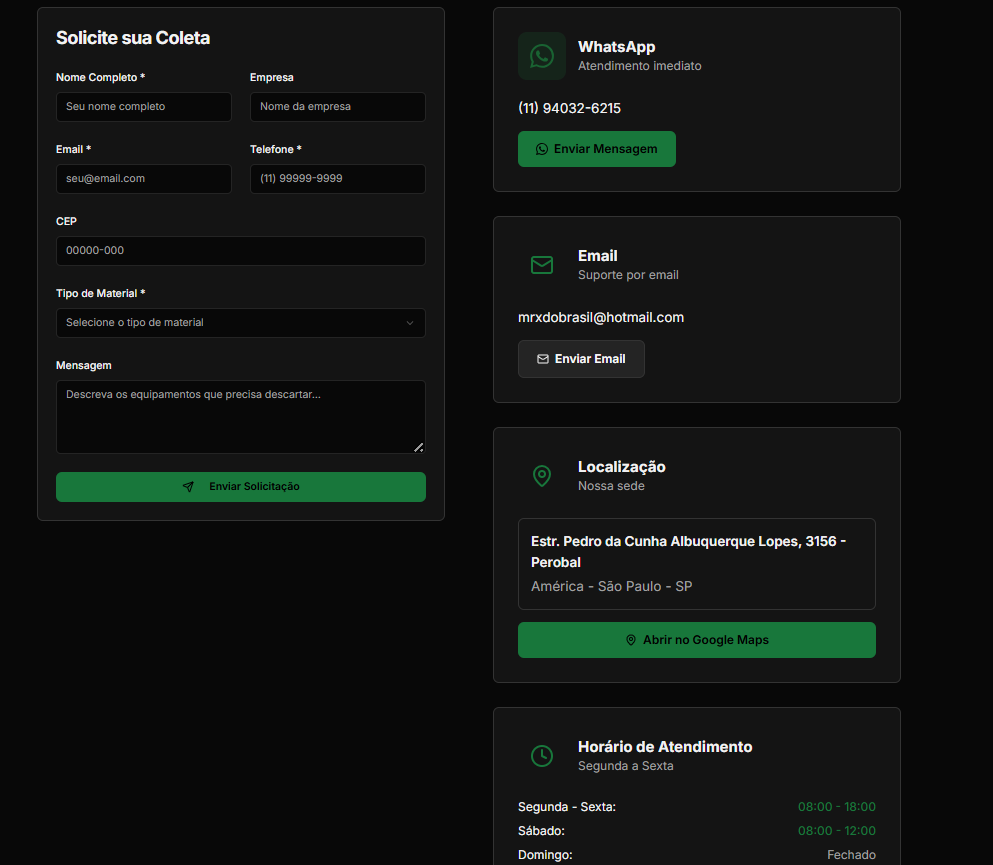 Solicite sua Coleta
Nome Completo *
Empresa
Seu nome completo
Nome da empresa
Email *
Telefone *
seu@email.com
(11) 99999-9999
CEP
00000-000
Tipo de Material *
Selecione o tipo de material
Mensagem
Descreva os equipamentos que precisa descartar...
Enviar Solicitação
WhatsApp
Atendimento imediato
(11) 94032-6215
Enviar Mensagem
Email
Suporte por email
mrxdobrasil@hotmail.com
Enviar Email
Localização
Nossa sede
Estr. Pedro da Cunha Albuquerque Lopes, 3156 -
Perobal
América - São Paulo - SP
Abrir no Google Maps
Horário de Atendimento
Segunda a Sexta
Segunda - Sexta: 08:00 - 18:00
Sábado: 08:00 - 12:00
Domingo: Fechado